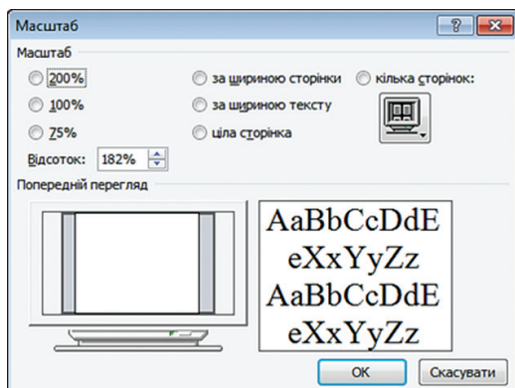 Масштаб
Масштаб
200%
за шириною сторінки
кілька сторінок:
100%
за шириною тексту
75%
ціла сторінка
Відсоток: 182%
Попередній перегляд
AaBbCcDdE
eXxYyZz
AaBbCcDdE
eXxYyZz
ОК
Скасувати